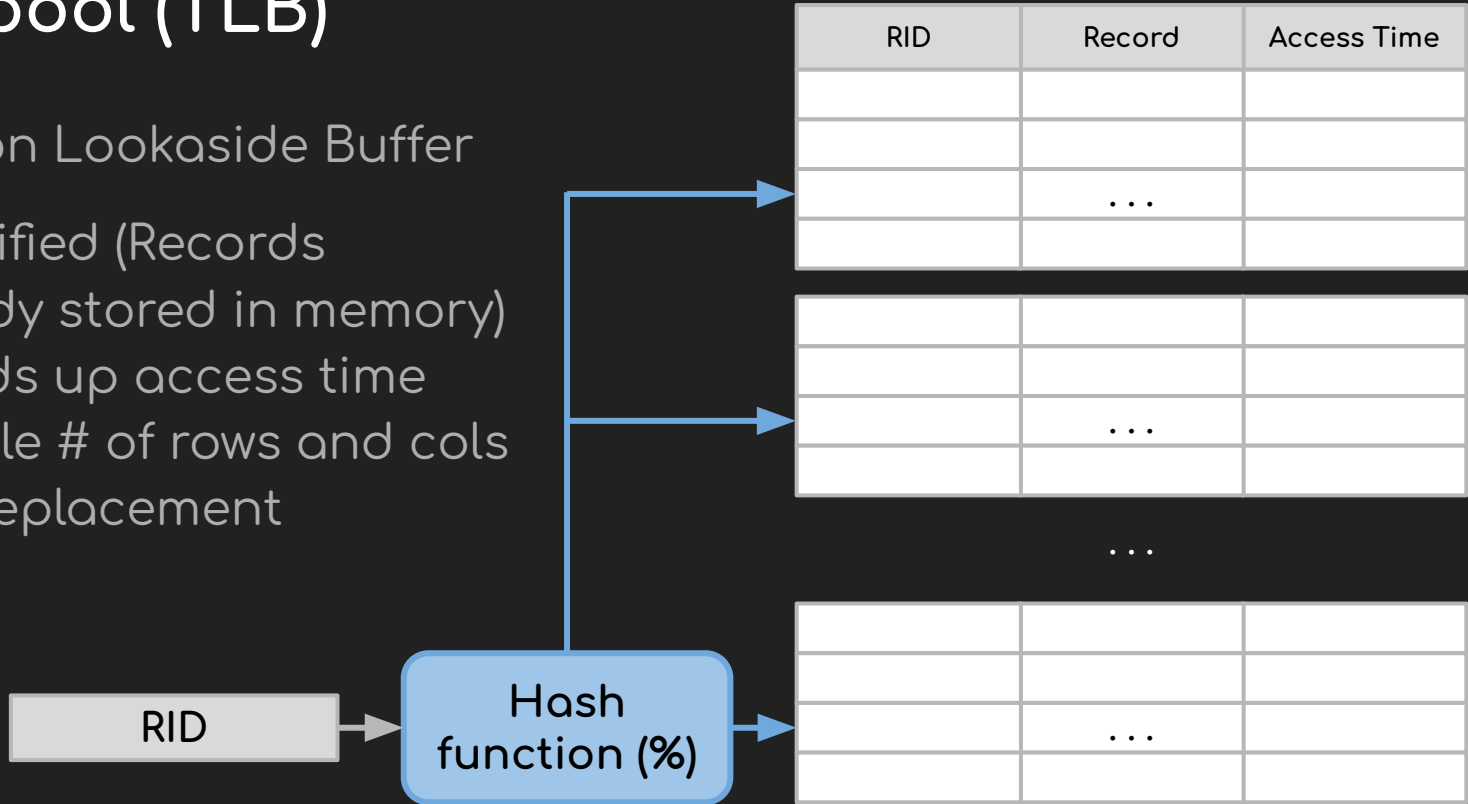 ool (TLB)
on Lookaside Buffer
ified (Records
dy stored in memory)
ds up access time
le # of rows and cols
eplacement
RID Record Access Time
...
...
...
...
RID
Hash
function (%)